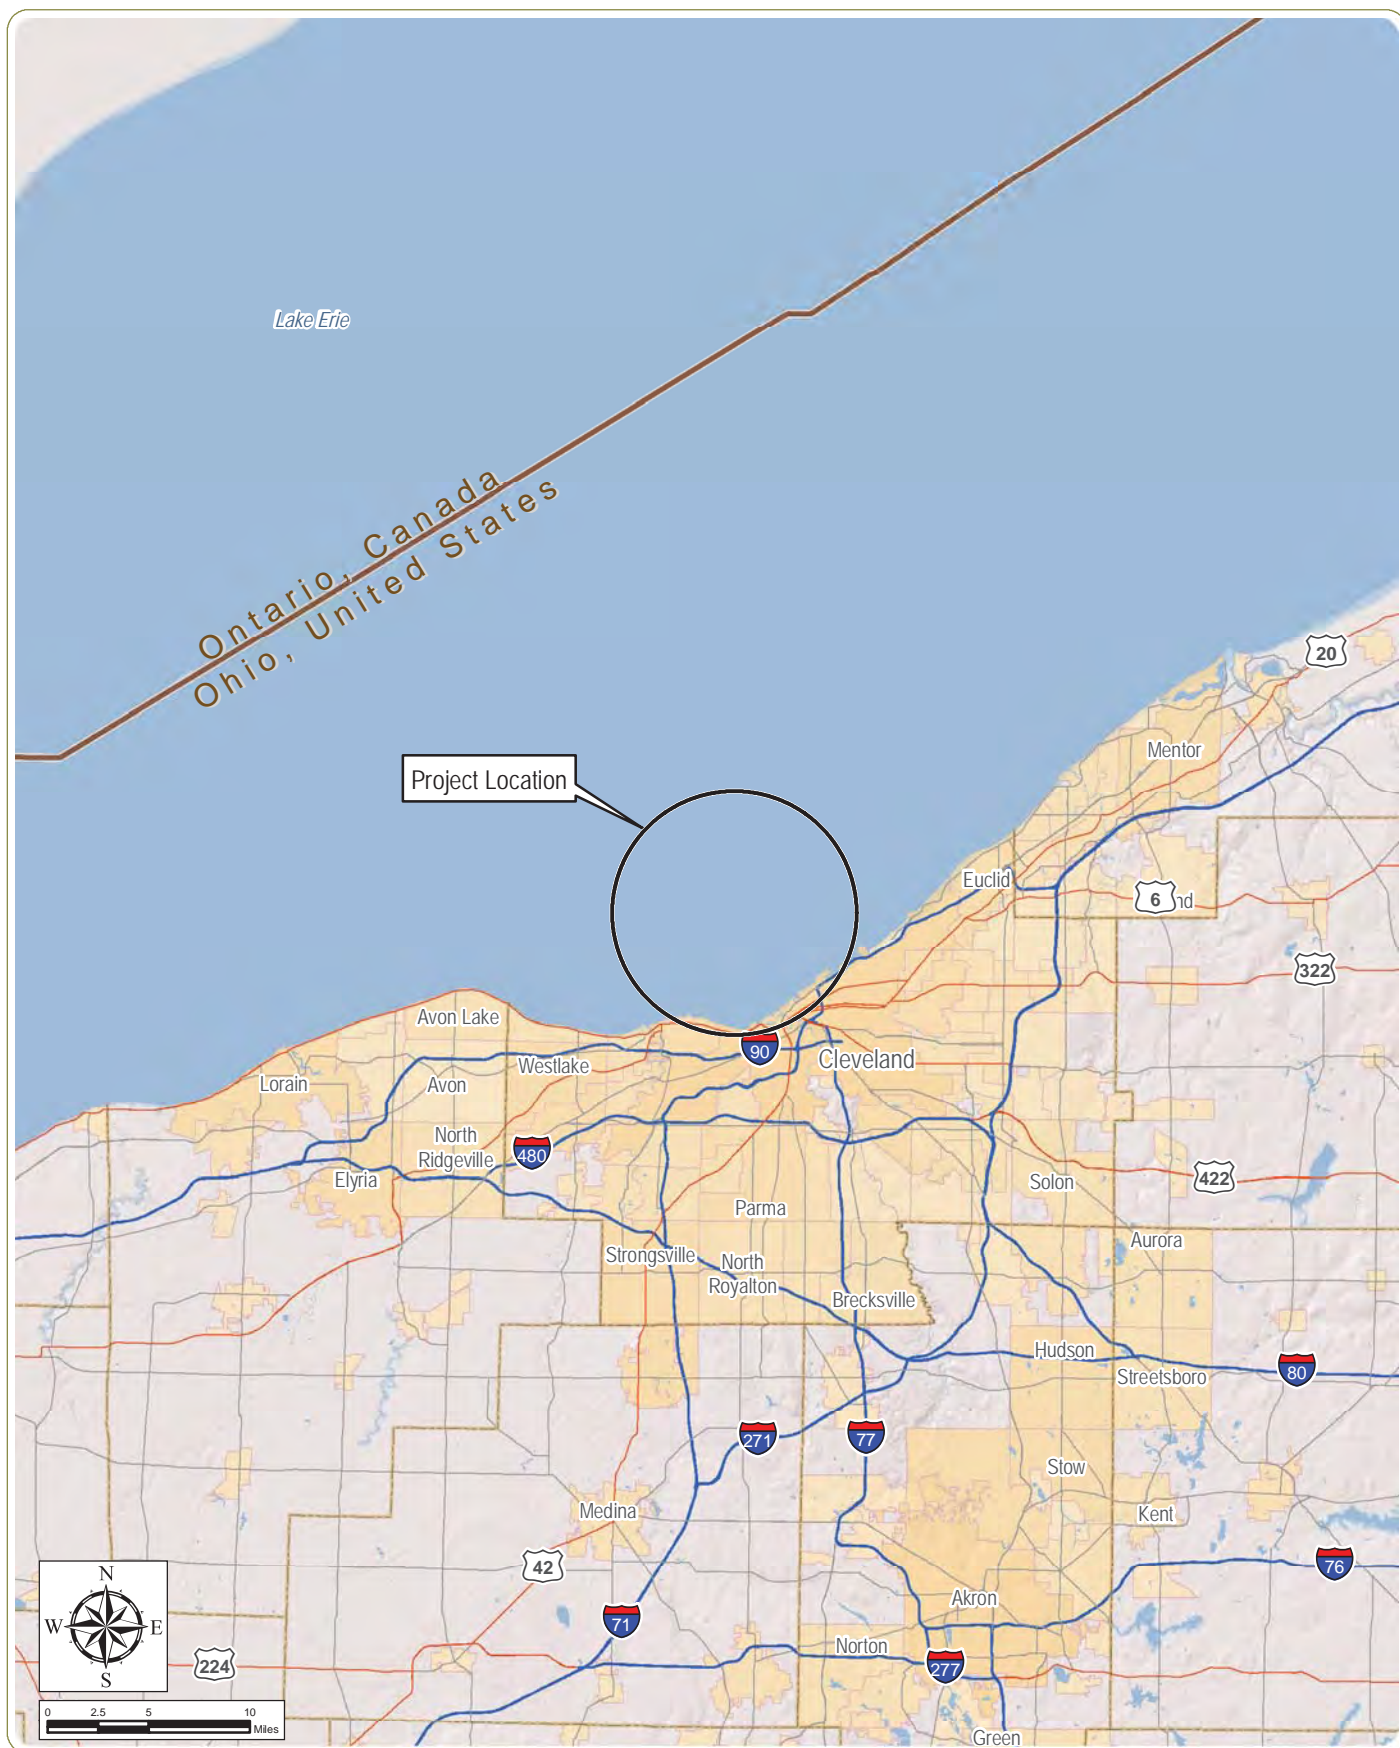 Lake Erie
Ontario, Canada
Ohio, United States
20
Mentor
Project Location
Euclid
6
nd
322
Avon Lake
90
Cleveland
Westlake
Lorain
Avon
North
Ridgeville
480
Elyria
Solon
422
Parma
Aurora
Strongsville
North
Royalton
Brecksville
Hudson
Streetsboro
80
271
77
Stow
Medina
Kent
42
76
N
W
E
S
Akron
71
Norton
224
277
0 2.5 5 10
Miles
Green